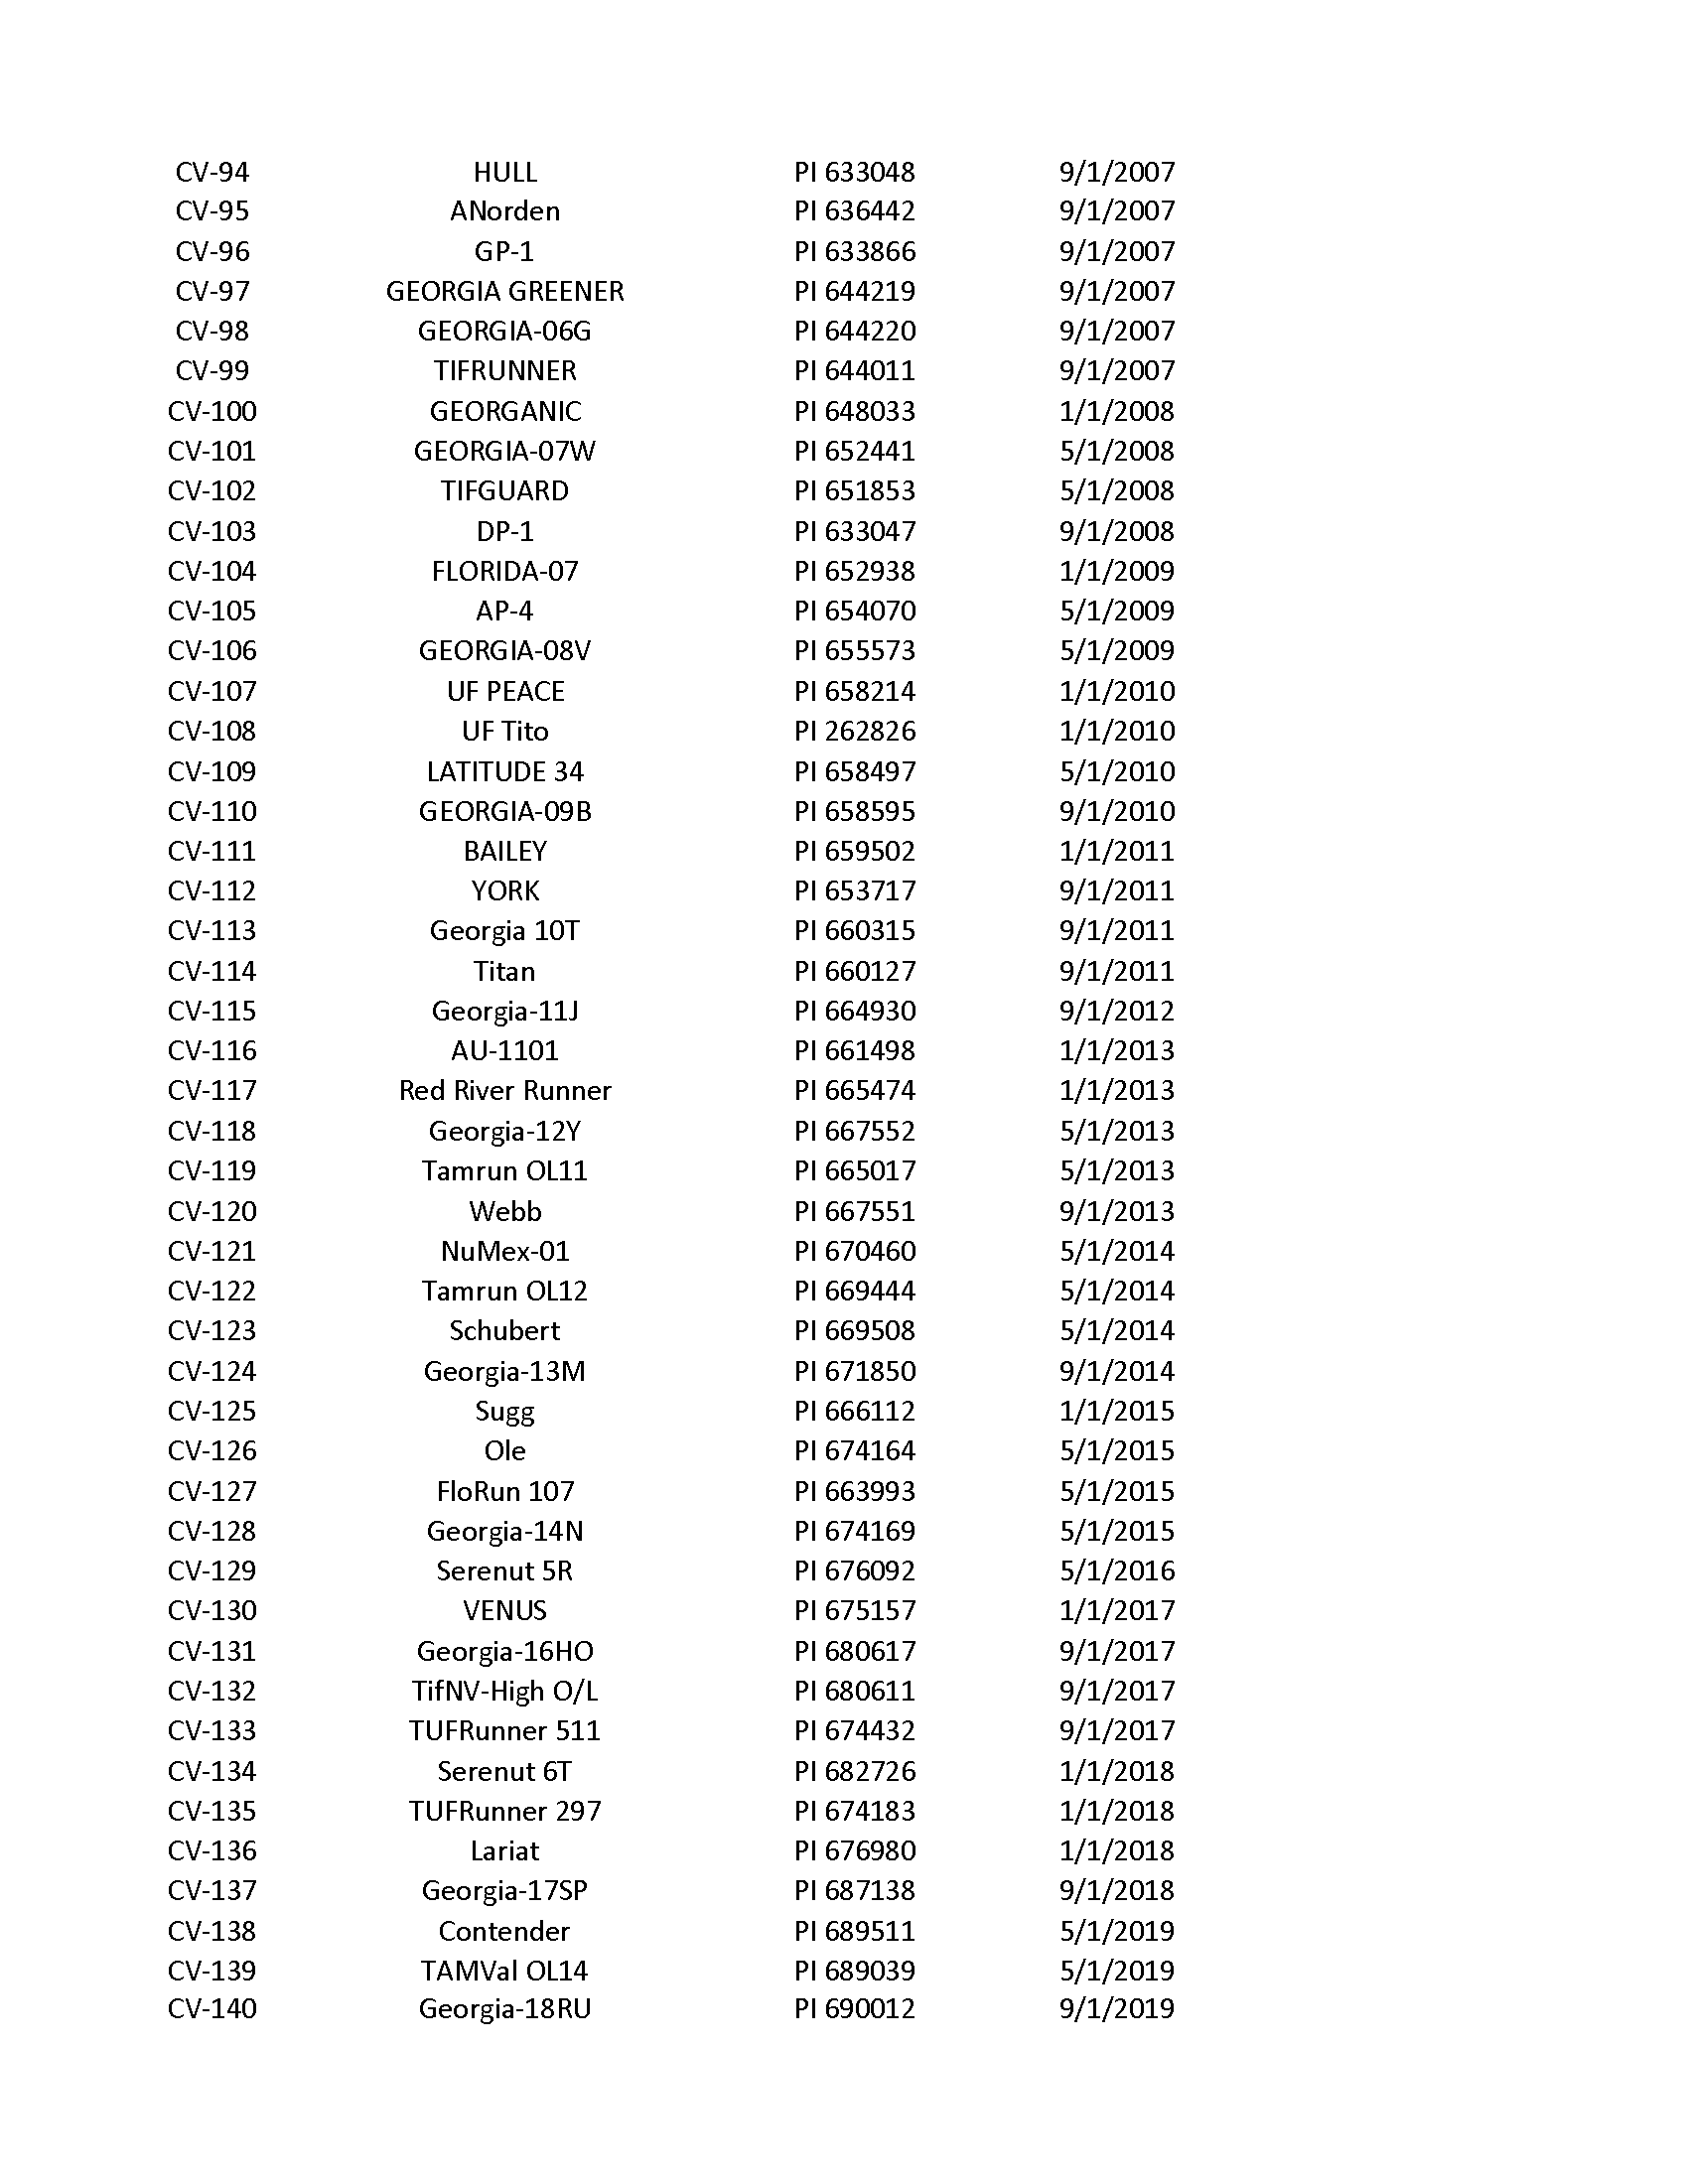 CV-94 HULL PI 633048 9/1/2007
CV-95 ANorden PI 636442 9/1/2007
CV-96 GP-1 PI 633866 9/1/2007
CV-97 GEORGIA GREENER PI 644219 9/1/2007
CV-98 GEORGIA-06G PI 644220 9/1/2007
CV-99 TIFRUNNER PI 644011 9/1/2007
CV-100 GEORGANIC PI 648033 1/1/2008
CV-101 GEORGIA-07W PI 652441 5/1/2008
CV-102 TIFGUARD PI 651853 5/1/2008
CV-103 DP-1 PI 633047 9/1/2008
CV-104 FLORIDA-07 PI 652938 1/1/2009
CV-105 AP-4 PI 654070 5/1/2009
CV-106 GEORGIA-08V PI 655573 5/1/2009
CV-107 UF PEACE PI 658214 1/1/2010
CV-108 UF Tito PI 262826 1/1/2010
CV-109 LATITUDE 34 PI 658497 5/1/2010
CV-110 GEORGIA-09B PI 658595 9/1/2010
CV-111 BAILEY PI 659502 1/1/2011
CV-112 YORK PI 653717 9/1/2011
CV-113 Georgia 10T PI 660315 9/1/2011
CV-114 Titan PI 660127 9/1/2011
CV-115 Georgia-11J PI 664930 9/1/2012
CV-116 AU-1101 PI 661498 1/1/2013
CV-117 Red River Runner PI 665474 1/1/2013
CV-118 Georgia-12Y PI 667552 5/1/2013
CV-119 Tamrun OL11 PI 665017 5/1/2013
CV-120 Webb PI 667551 9/1/2013
CV-121 NuMex-01 PI 670460 5/1/2014
CV-122 Tamrun OL12 PI 669444 5/1/2014
CV-123 Schubert PI 669508 5/1/2014
CV-124 Georgia-13M PI 671850 9/1/2014
CV-125 Sugg PI 666112 1/1/2015
CV-126 Ole PI 674164 5/1/2015
CV-127 FloRun 107 PI 663993 5/1/2015
CV-128 Georgia-14N PI 674169 5/1/2015
CV-129 Serenut 5R PI 676092 5/1/2016
CV-130 VENUS PI 675157 1/1/2017
CV-131 Georgia-16HO PI 680617 9/1/2017
CV-132 TifNV-High O/L PI 680611 9/1/2017
CV-133 TUFRunner 511 PI 674432 9/1/2017
CV-134 Serenut 6T PI 682726 1/1/2018
CV-135 TUFRunner 297 PI 674183 1/1/2018
CV-136 Lariat PI 676980 1/1/2018
CV-137 Georgia-17SP PI 687138 9/1/2018
CV-138 Contender PI 689511 5/1/2019
CV-139 TAMVal OL14 PI 689039 5/1/2019
CV-140 Georgia-18RU PI 690012 9/1/2019